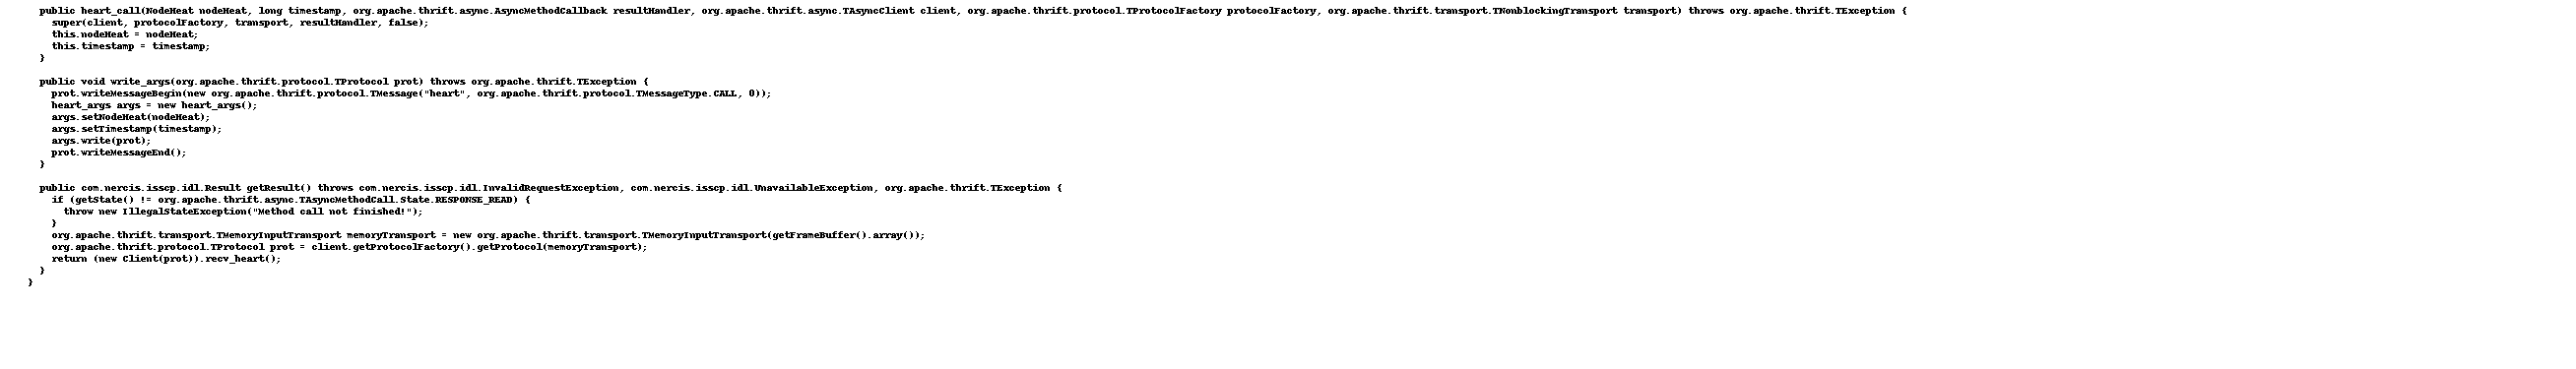 public heart_call(NodeHeat nodeHeat, long timestamp, org.apache.thrift.async.AsyncMethodCallback resultHandler, org.apache.thrift.async.TAsyncClient client, org.apache.thrift.protocol.TProtocolFactory protocolFactory, org.apache.thrift.transport.TNonblockingTransport transport) throws org.apache.thrift.TException {
super(client, protocolFactory, transport, resultHandler, false);
this.nodeHeat = nodeHeat;
this.timestamp = timestamp;
}
public void write_args(org.apache.thrift.protocol.TProtocol prot) throws org.apache.thrift.TException {
prot.writeMessageBegin(new org.apache.thrift.protocol.TMessage("heart", org.apache.thrift.protocol.TMessageType.CALL, 0));
heart_args args = new heart_args();
args.setNodeHeat(nodeHeat);
args.setTimestamp(timestamp);
args.write(prot);
prot.writeMessageEnd();
}
public com.nercis.isscp.idl.Result getResult() throws com.nercis.isscp.idl.InvalidRequestException, com.nercis.isscp.idl.UnavailableException, org.apache.thrift.TException {
if (getState() != org.apache.thrift.async.TAsyncMethodCall.State.RESPONSE_READ) {
throw new IllegalStateException("Method call not finished!");
}
org.apache.thrift.transport.TMemoryInputTransport memoryTransport = new org.apache.thrift.transport.TMemoryInputTransport(getFrameBuffer().array());
org.apache.thrift.protocol.TProtocol prot = client.getProtocolFactory().getProtocol(memoryTransport);
return (new Client(prot)).recv_heart();
}
}